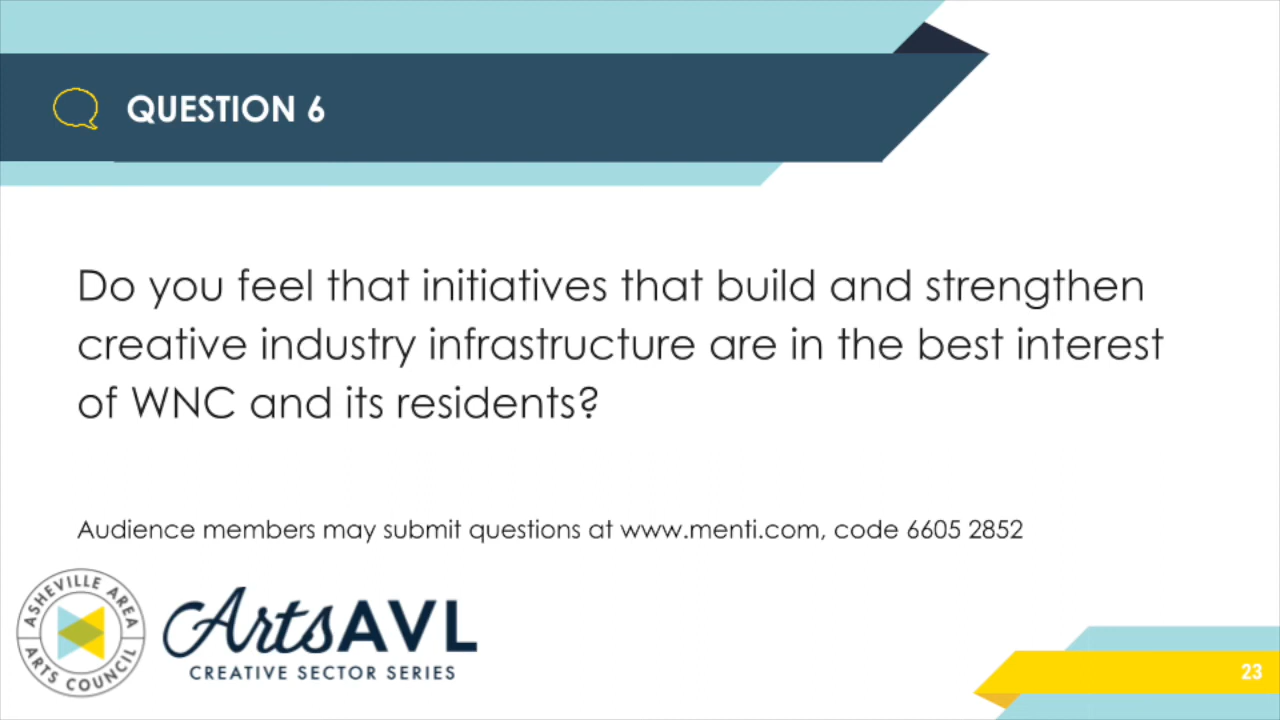 QUESTION 6
Do you feel that initiatives that build and strengthen
creative industry infrastructure are in the best interest
of WNC and its residents?
Audience members may submit questions at www.menti.com, code 6605 2852
ASHEVILLE AREA
ARTS COUNCIL
ArtsAVL
CREATIVE SECTOR SERIES
23